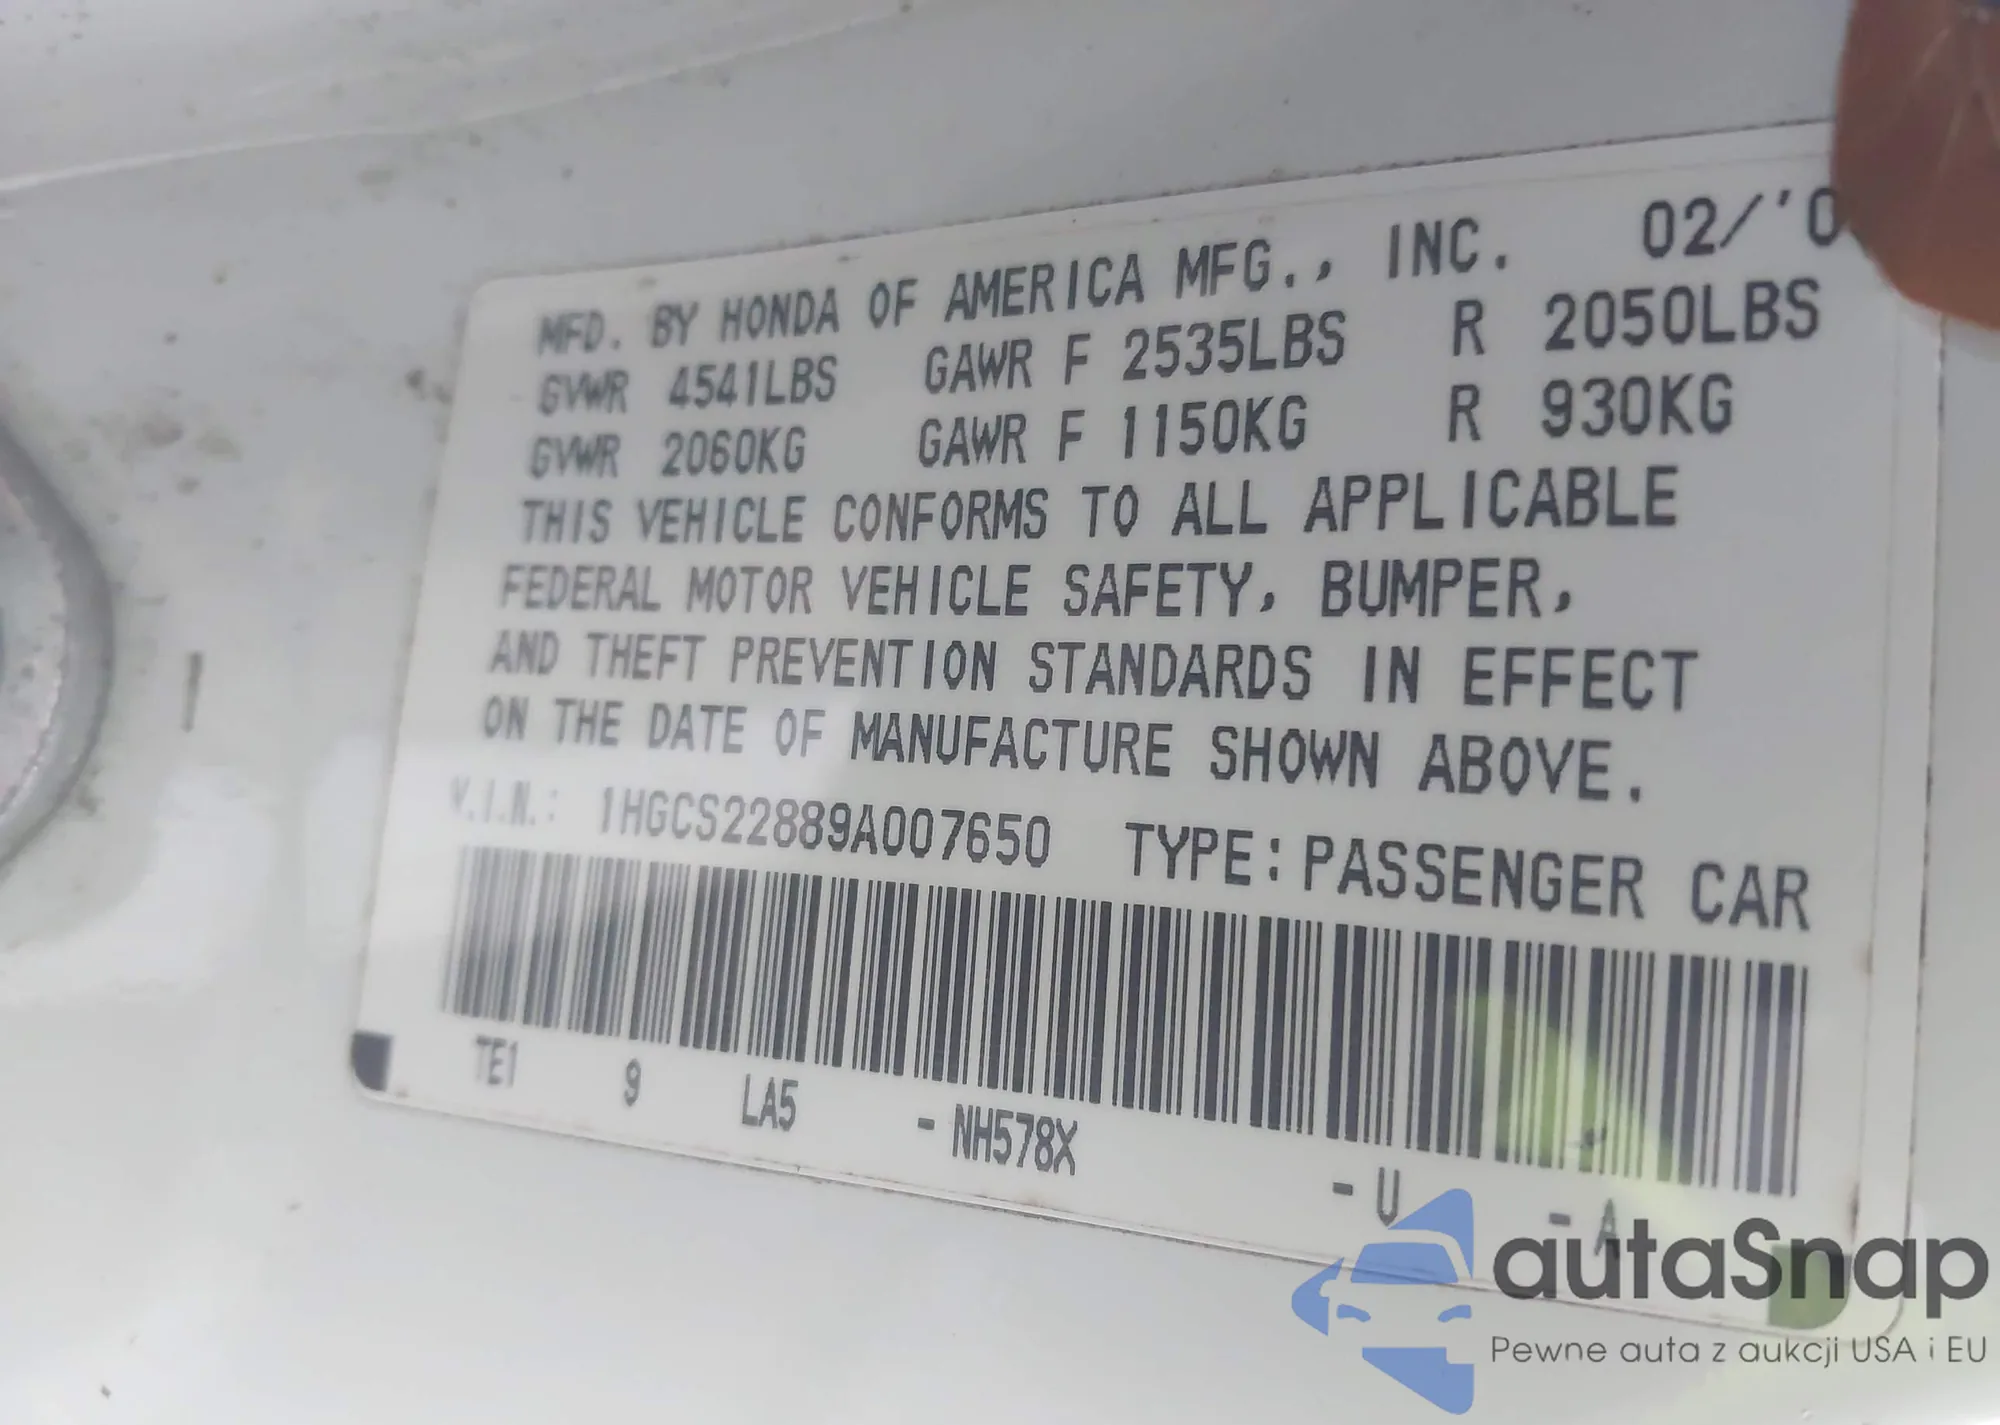 MFD. BY HONDA OF AMERICA MFG., INC. 02/'0
GVWR 4541LBS GAWR F 2535LBS R 2050LBS
GVWR 2060KG GAWR F 1150KG R 930KG
THIS VEHICLE CONFORMS TO ALL APPLICABLE
FEDERAL MOTOR VEHICLE SAFETY, BUMPER,
AND THEFT PREVENTION STANDARDS IN EFFECT
ON THE DATE OF MANUFACTURE SHOWN ABOVE.
V.I.N.: 1HGCS22889A007650 TYPE:PASSENGER CAR
TE1 9 LA5 -NH578X -U -A
autaSnap
Pewne auta z aukcji USA i EU